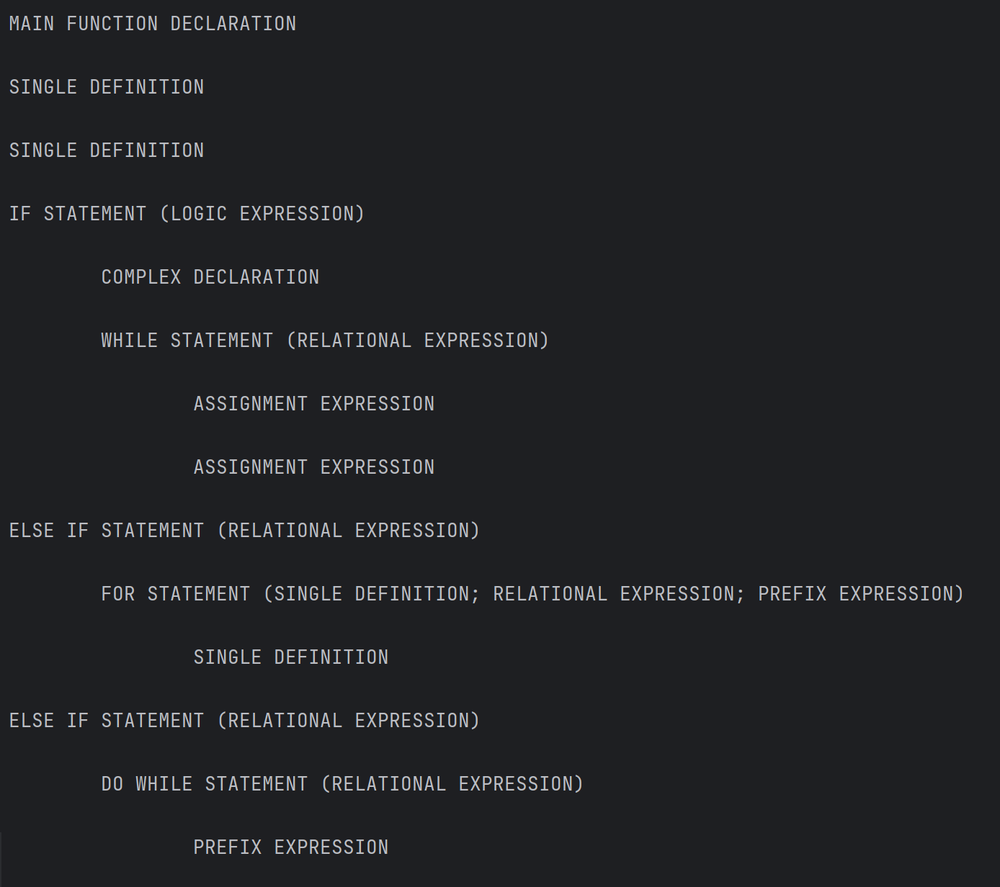 MAIN FUNCTION DECLARATION
SINGLE DEFINITION
SINGLE DEFINITION
IF STATEMENT (LOGIC EXPRESSION)
COMPLEX DECLARATION
WHILE STATEMENT (RELATIONAL EXPRESSION)
ASSIGNMENT EXPRESSION
ASSIGNMENT EXPRESSION
ELSE IF STATEMENT (RELATIONAL EXPRESSION)
FOR STATEMENT (SINGLE DEFINITION; RELATIONAL EXPRESSION; PREFIX EXPRESSION)
SINGLE DEFINITION
ELSE IF STATEMENT (RELATIONAL EXPRESSION)
DO WHILE STATEMENT (RELATIONAL EXPRESSION)
PREFIX EXPRESSION